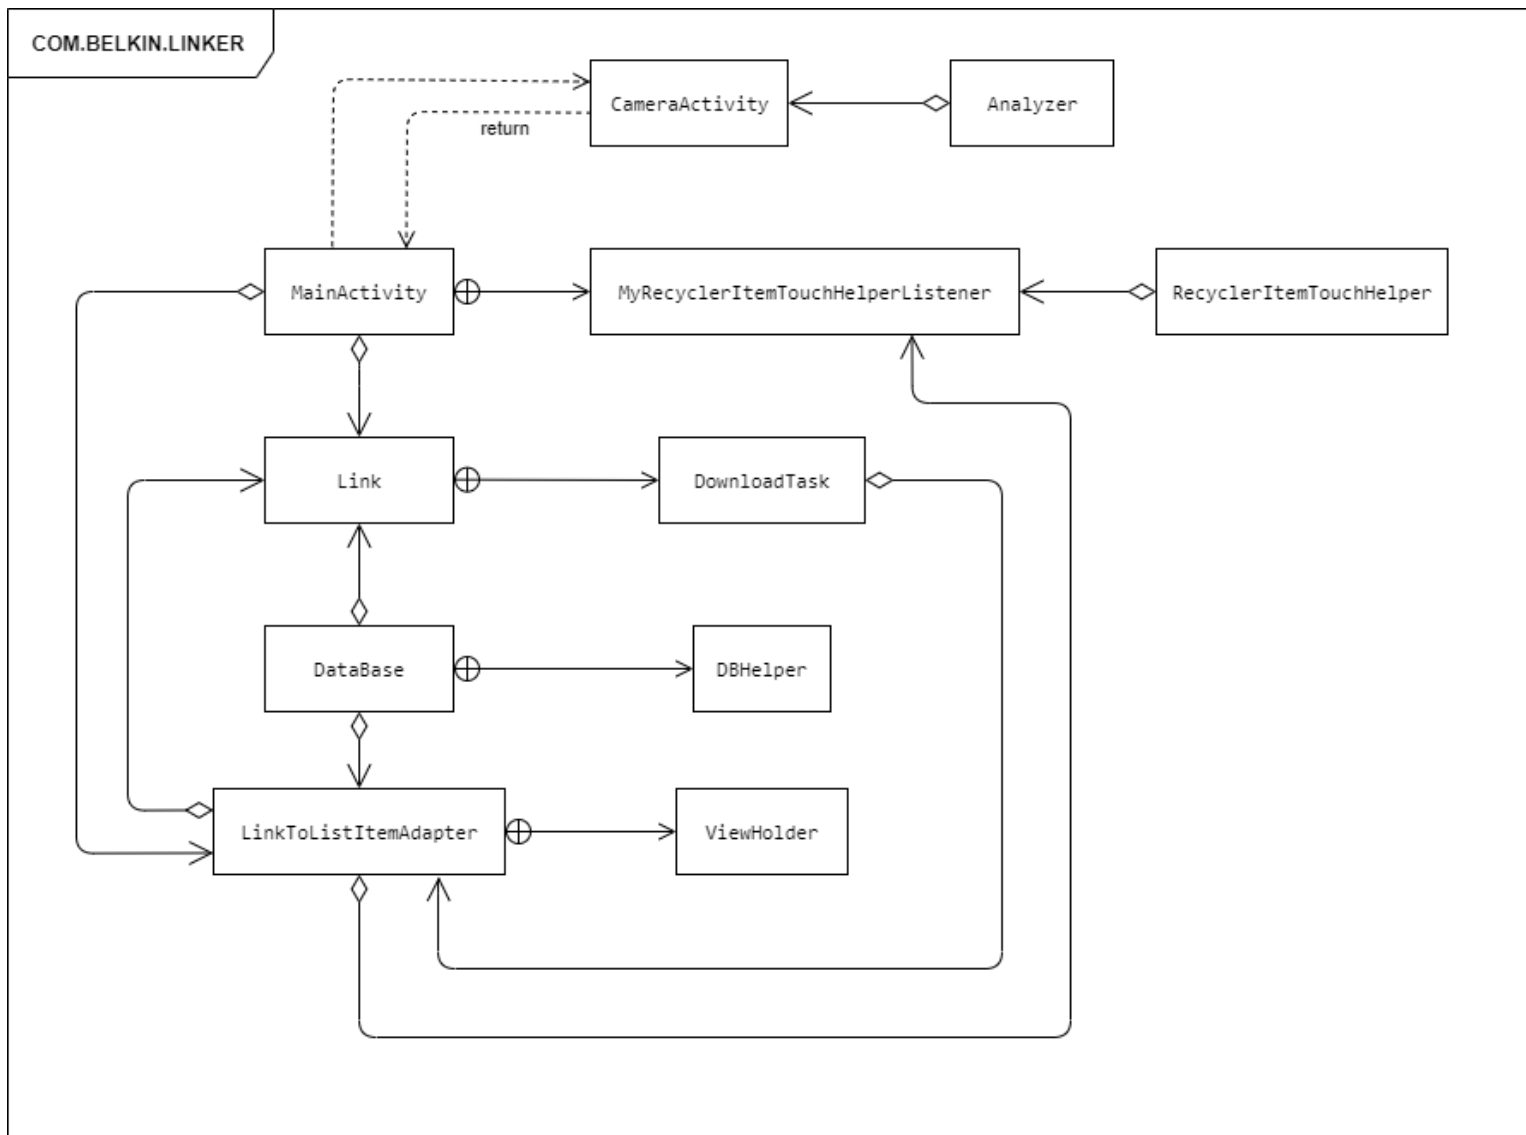 COM.BELKIN.LINKER
CameraActivity
Analyzer
return
MainActivity
MyRecyclerItemTouchHelperListener
RecyclerItemTouchHelper
Link
DownloadTask
DataBase
DBHelper
LinkToListItemAdapter
ViewHolder